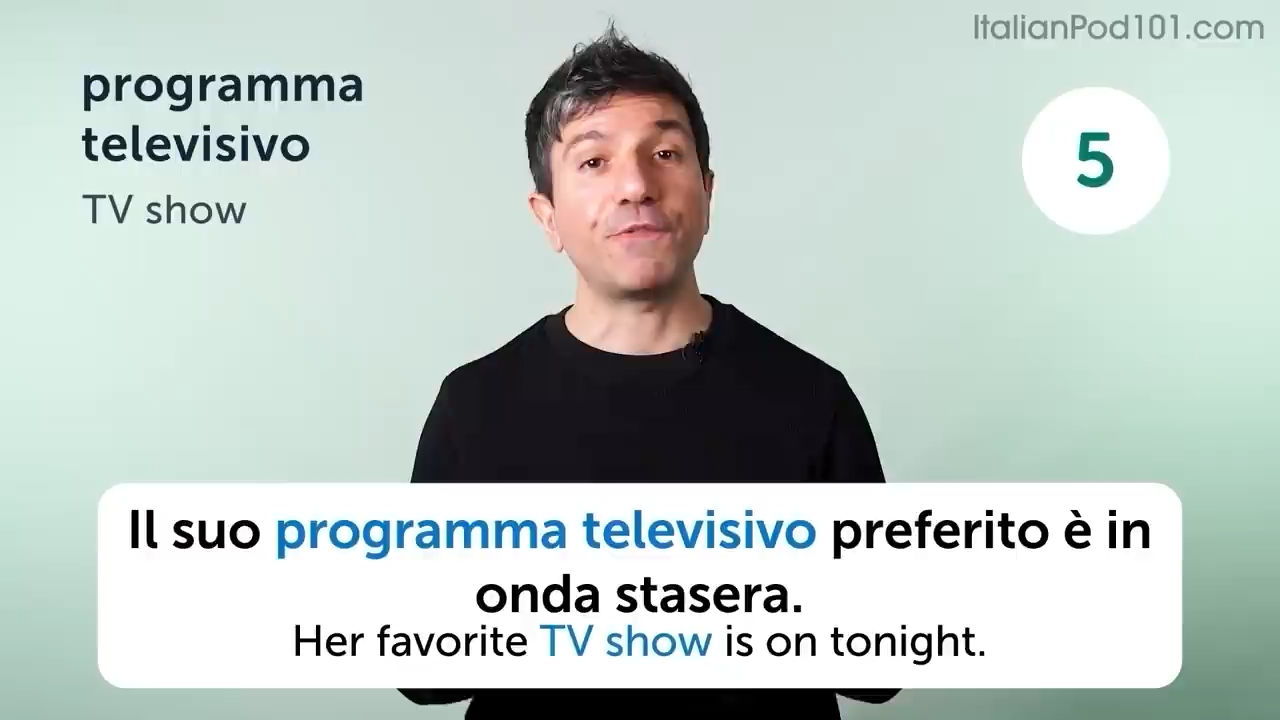 ItalianPod101.com
programma
televisivo
TV show
5
Il suo programma televisivo preferito è in
onda stasera.
Her favorite TV show is on tonight.